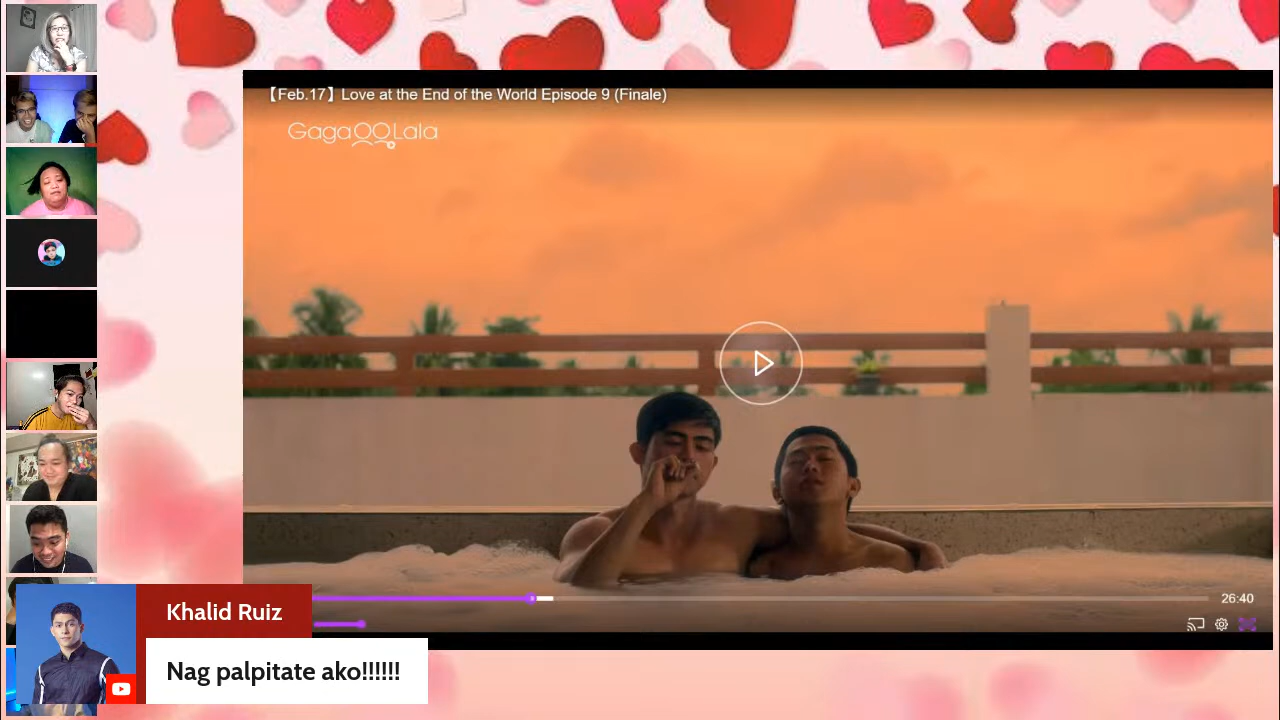 【Feb.17】Love at the End of the World Episode 9 (Finale)
GagaOOLala
26:40
Khalid Ruiz
Nag palpitate ako!!!!!!